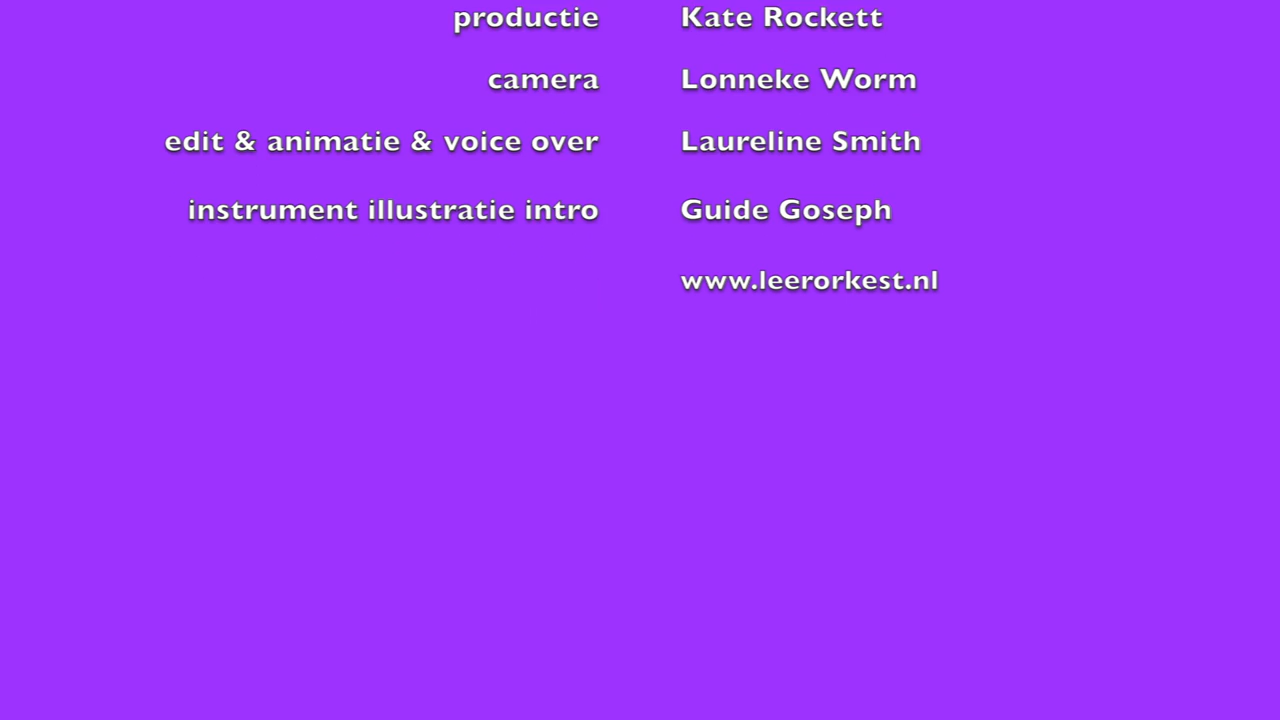 productie Kate Rockett
camera Lonneke Worm
edit & animatie & voice over Laureline Smith
instrument illustratie intro Guide Goseph
www.leerorkest.nl